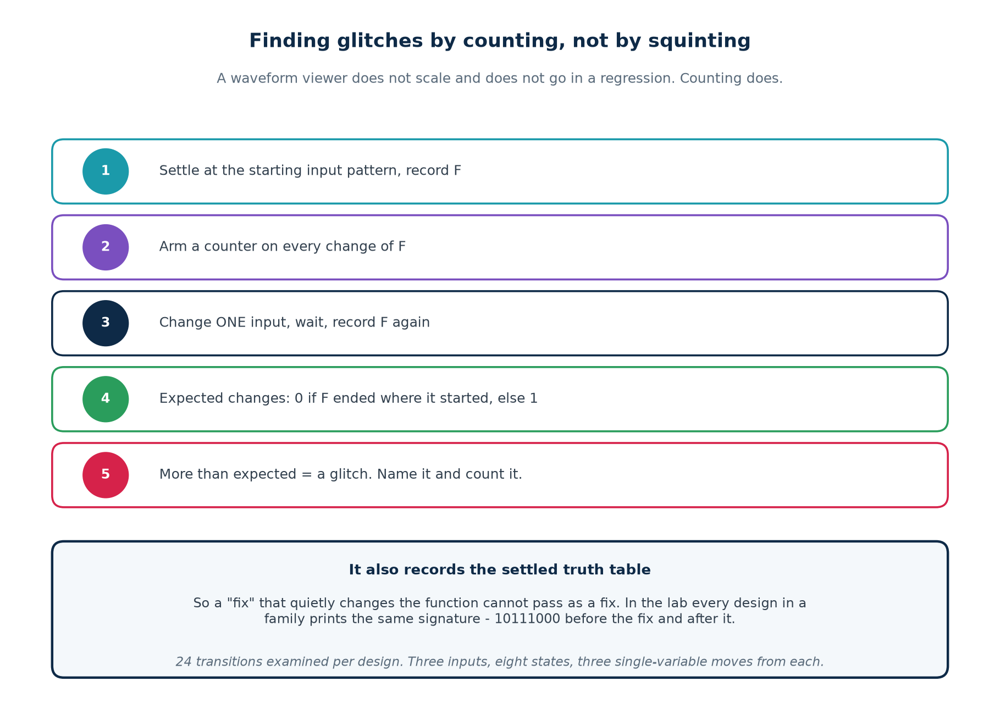 Finding glitches by counting, not by squinting
A waveform viewer does not scale and does not go in a regression. Counting does.
1 Settle at the starting input pattern, record F
2 Arm a counter on every change of F
3 Change ONE input, wait, record F again
4 Expected changes: 0 if F ended where it started, else 1
5 More than expected = a glitch. Name it and count it.
It also records the settled truth table
So a "fix" that quietly changes the function cannot pass as a fix. In the lab every design in a
family prints the same signature - 10111000 before the fix and after it.
24 transitions examined per design. Three inputs, eight states, three single-variable moves from each.